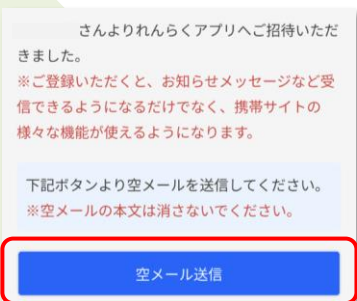 さんよりれんらくアプリへご招待いただ
きました。
※ご登録いただくと、お知らせメッセージなど受
信できるようになるだけでなく、携帯サイトの
様々な機能が使えるようになります。
下記ボタンより空メールを送信してください。
※空メールの本文は消さないでください。
空メール送信